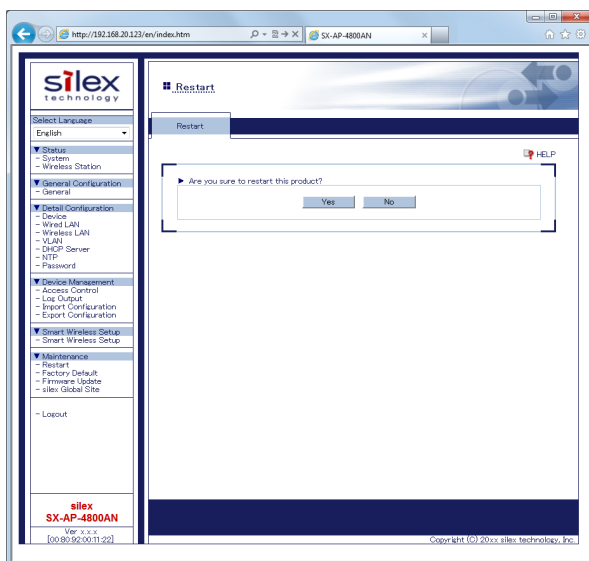 http://192.168.20.123/en/index.htm
SX-AP-4800AN
silex
technology
Select Language
English
▼ Status
- System
- Wireless Station
▼ General Configuration
- General
▼ Detail Configuration
- Device
- Wired LAN
- Wireless LAN
- VLAN
- DHCP Server
- NTP
- Password
▼ Device Management
- Access Control
- Log Output
- Import Configuration
- Export Configuration
▼ Smart Wireless Setup
- Smart Wireless Setup
▼ Maintenance
- Restart
- Factory Default
- Firmware Update
- silex Global Site
- Logout
silex
SX-AP-4800AN
Ver x.x.x
[00:80:92:00:11:22]
Restart
Restart
HELP
▶ Are you sure to restart this product?
Yes No
Copyright (C) 20xx silex technology, Inc.